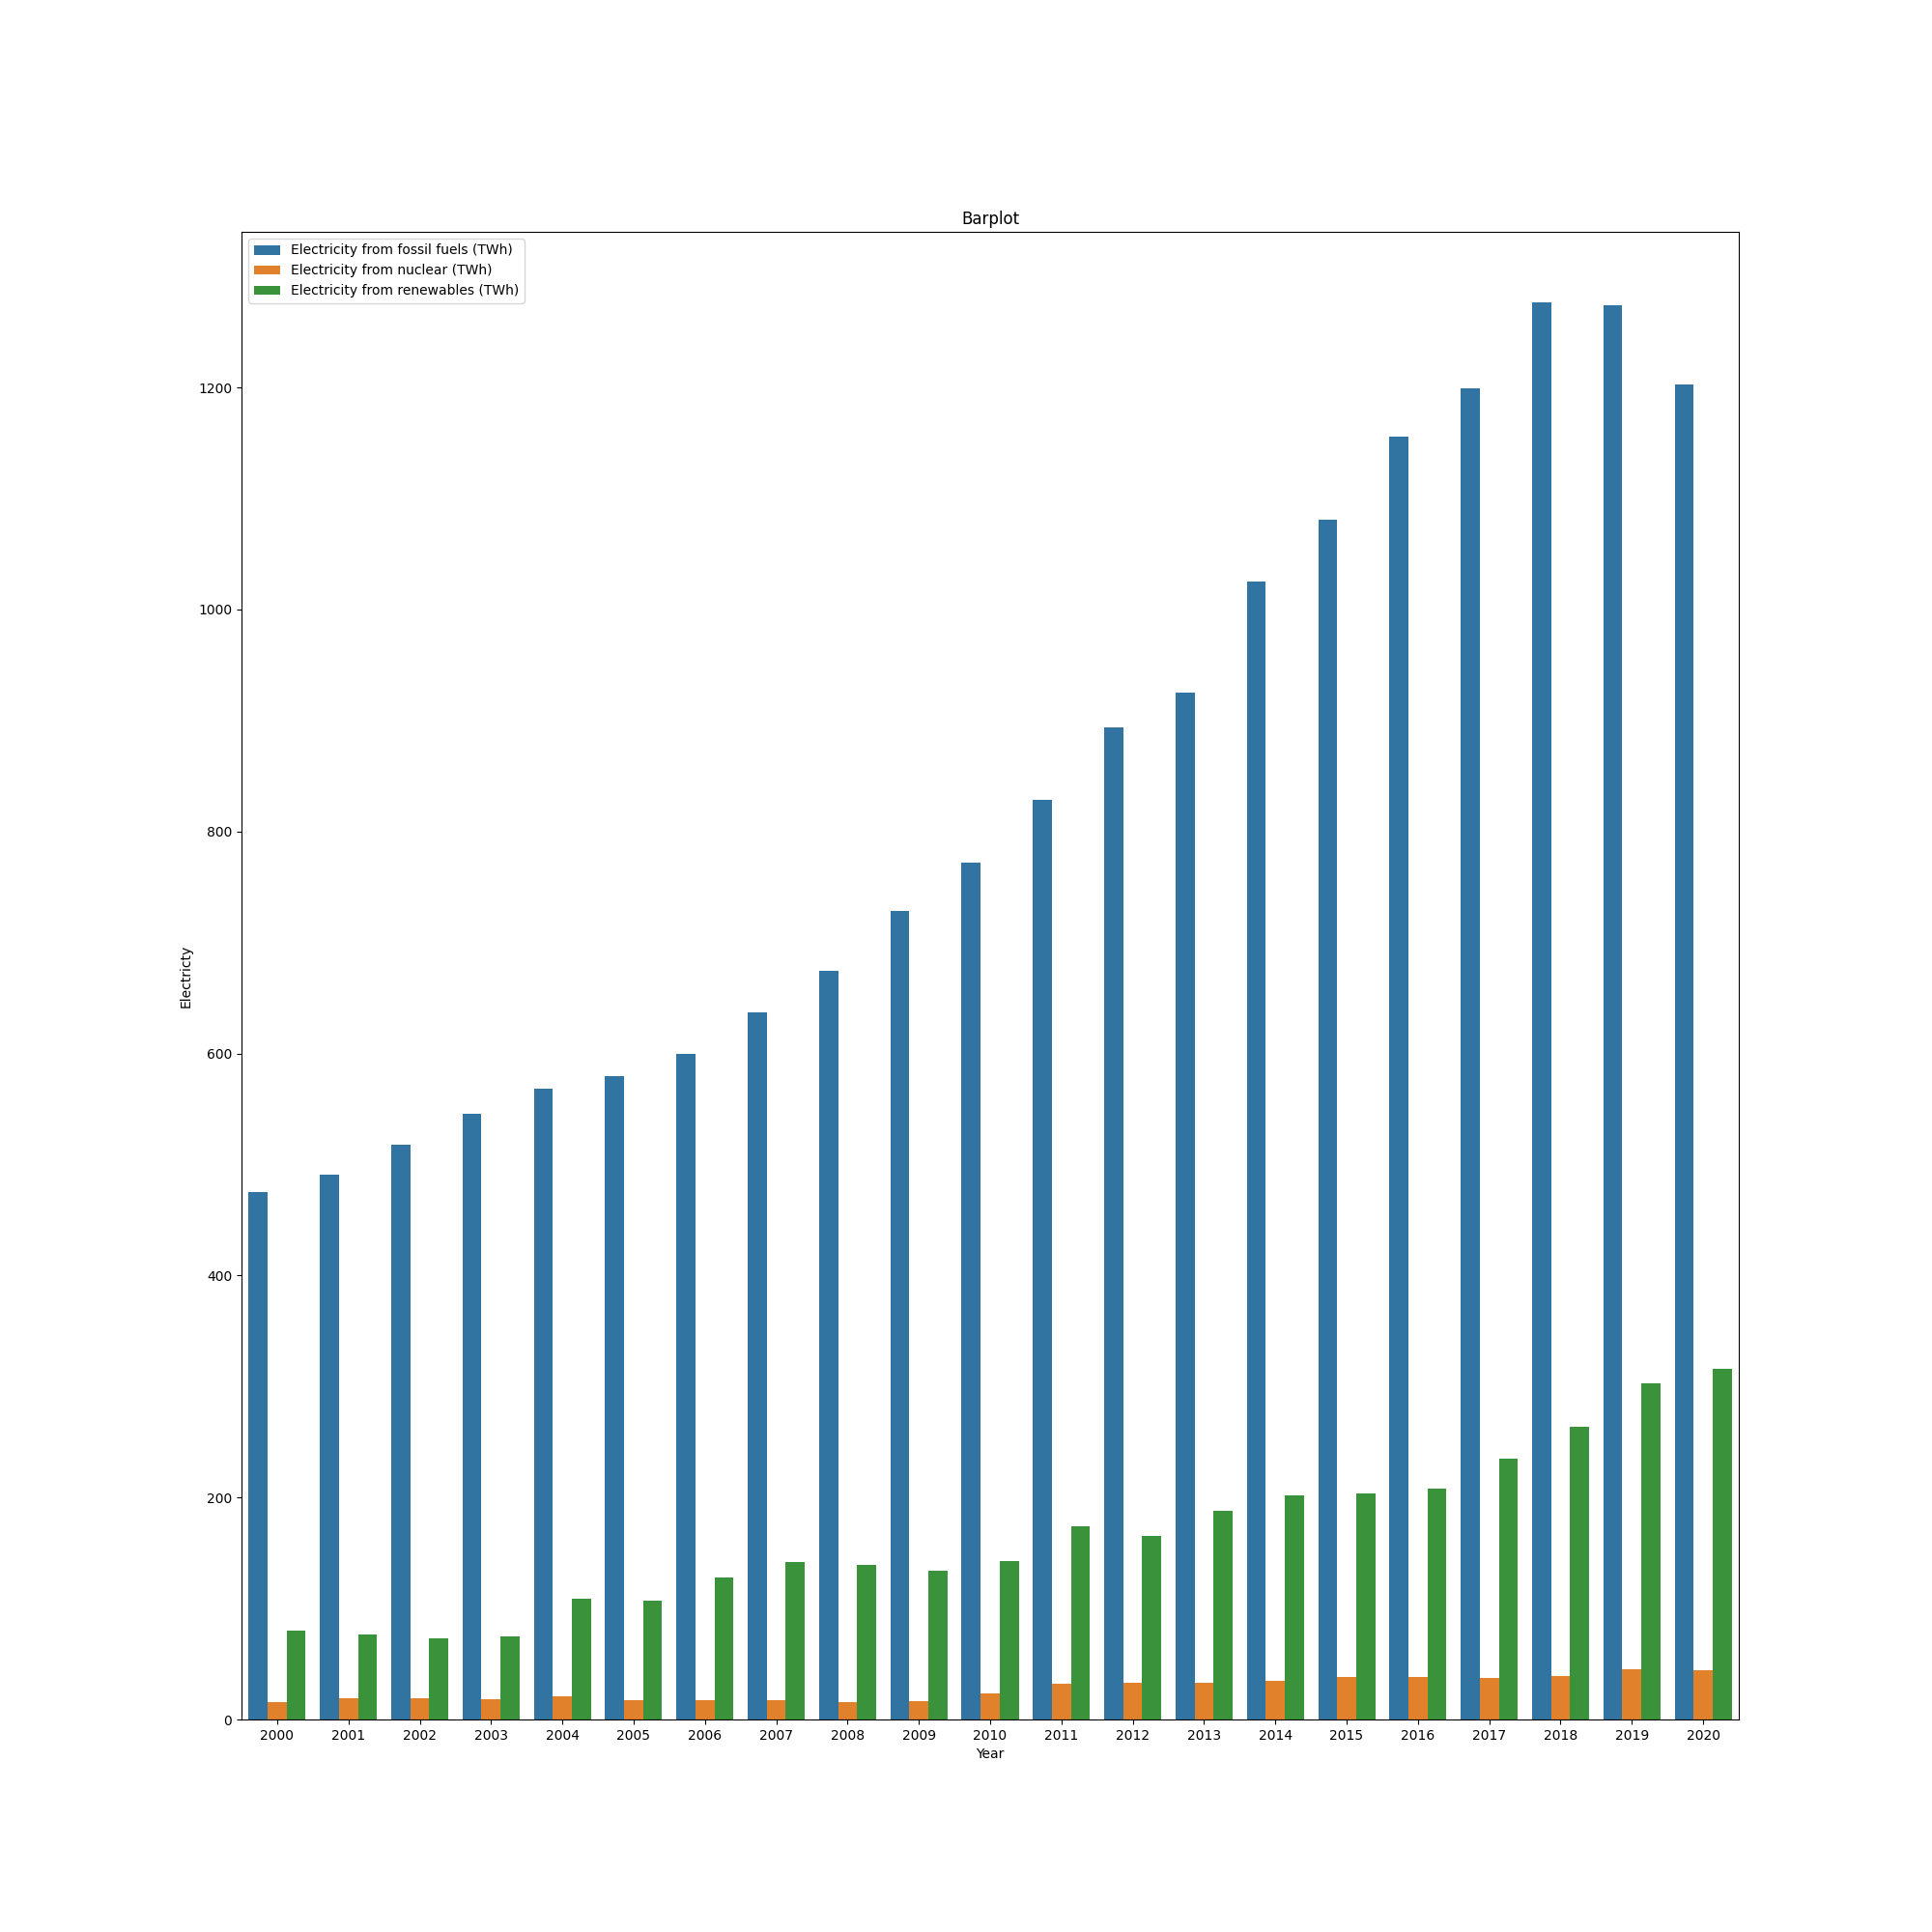 Barplot
Electricity from fossil fuels (TWh)
Electricity from nuclear (TWh)
Electricity from renewables (TWh)
1200
1000
800
600
400
200
0
Electricty
2000 2001 2002 2003 2004 2005 2006 2007 2008 2009 2010 2011 2012 2013 2014 2015 2016 2017 2018 2019 2020
Year